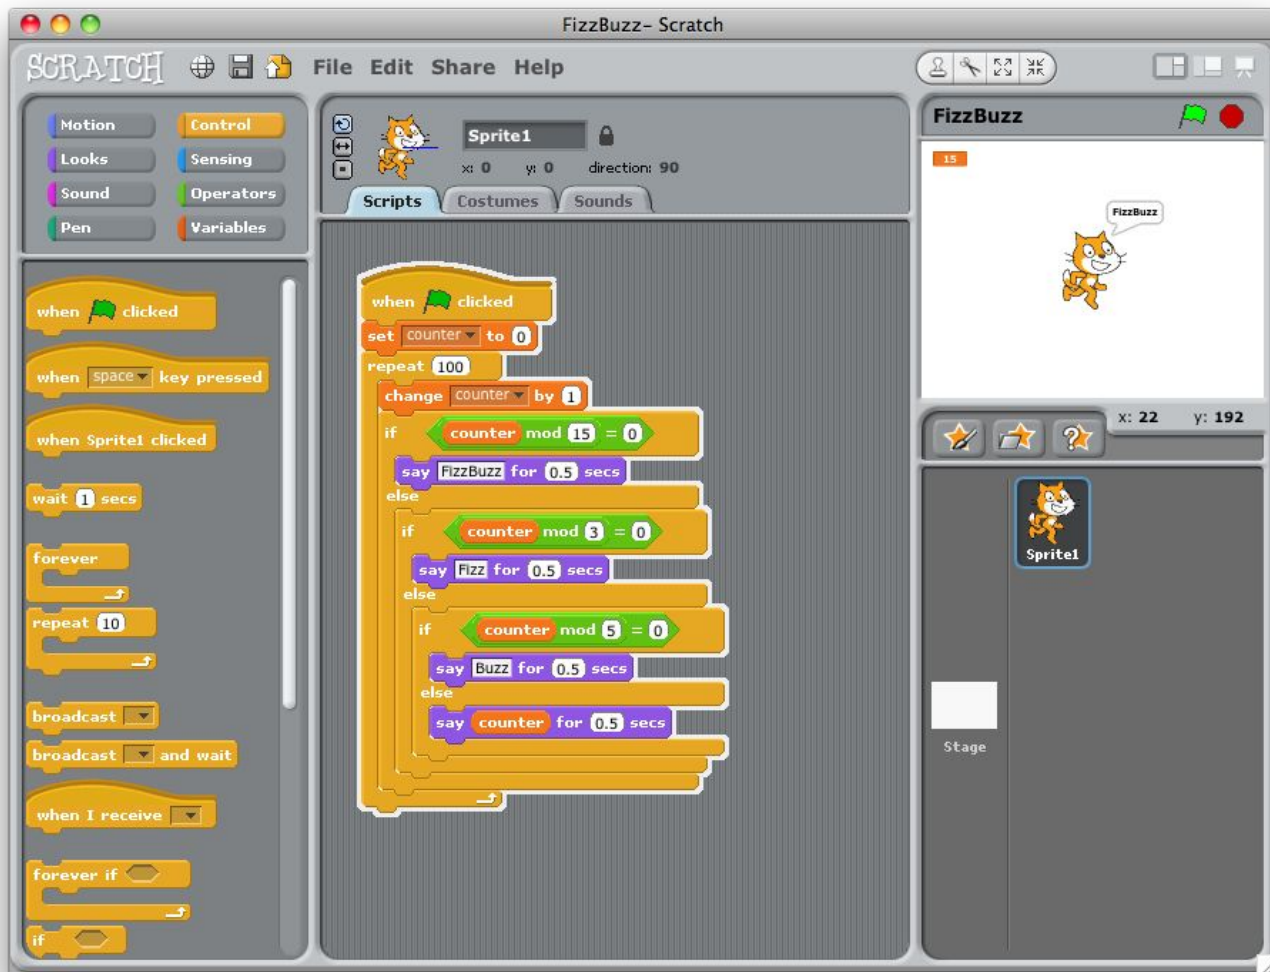 FizzBuzz- Scratch
SCRATCH
File Edit Share Help
Motion
Control
Looks
Sensing
Sound
Operators
Pen
Variables
when clicked
when space key pressed
when Sprite1 clicked
wait 1 secs
forever
repeat 10
broadcast
broadcast and wait
when I receive
forever if
if
Sprite1
x: 0 y: 0 direction: 90
Scripts Costumes Sounds
when clicked
set counter to 0
repeat 100
change counter by 1
if counter mod 15 = 0
say FizzBuzz for 0.5 secs
else
if counter mod 3 = 0
say Fizz for 0.5 secs
else
if counter mod 5 = 0
say Buzz for 0.5 secs
else
say counter for 0.5 secs
FizzBuzz
15
FizzBuzz
x: 22 y: 192
Sprite1
Stage